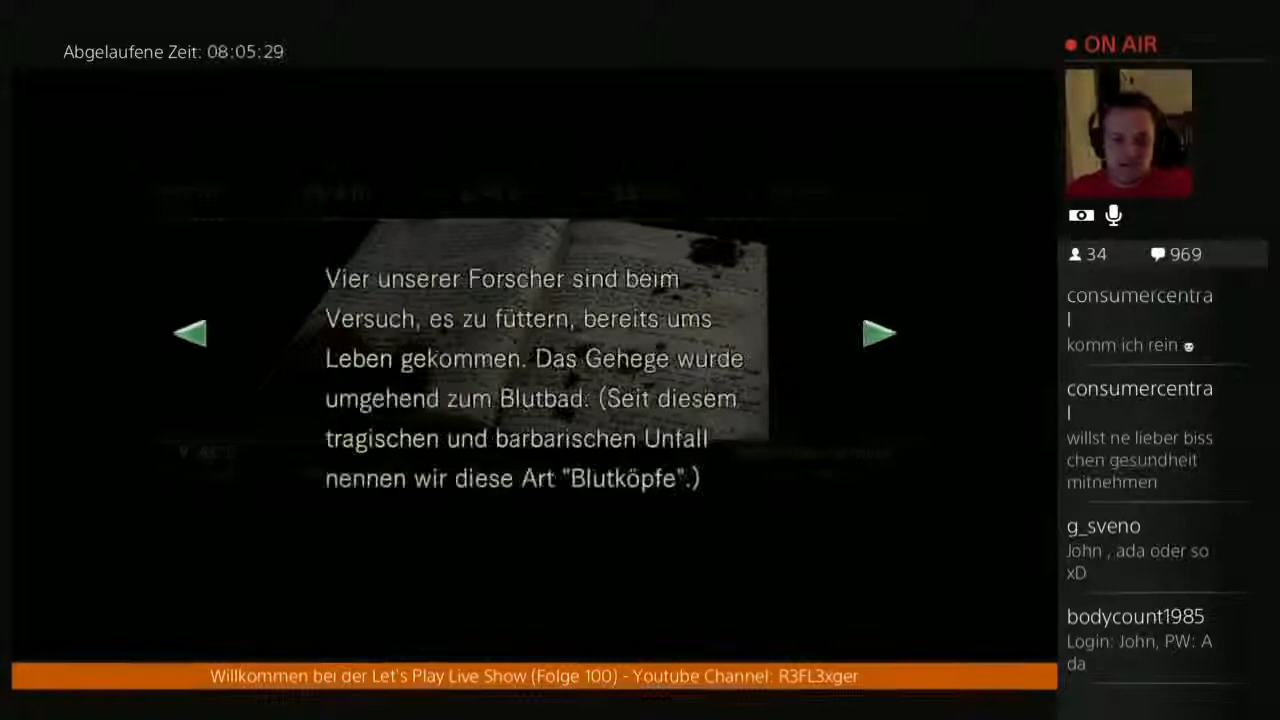 Abgelaufene Zeit: 08:05:29
ON AIR
34 969
Vier unserer Forscher sind beim
Versuch, es zu füttern, bereits ums
Leben gekommen. Das Gehege wurde
umgehend zum Blutbad. (Seit diesem
tragischen und barbarischen Unfall
nennen wir diese Art "Blutköpfe".)
consumercentra
l
komm ich rein
consumercentra
l
willst ne lieber biss
chen gesundheit
mitnehmen
g_sveno
John , ada oder so
xD
bodycount1985
Login: John, PW: A
da
Willkommen bei der Let's Play Live Show (Folge 100) - Youtube Channel: R3FL3xger